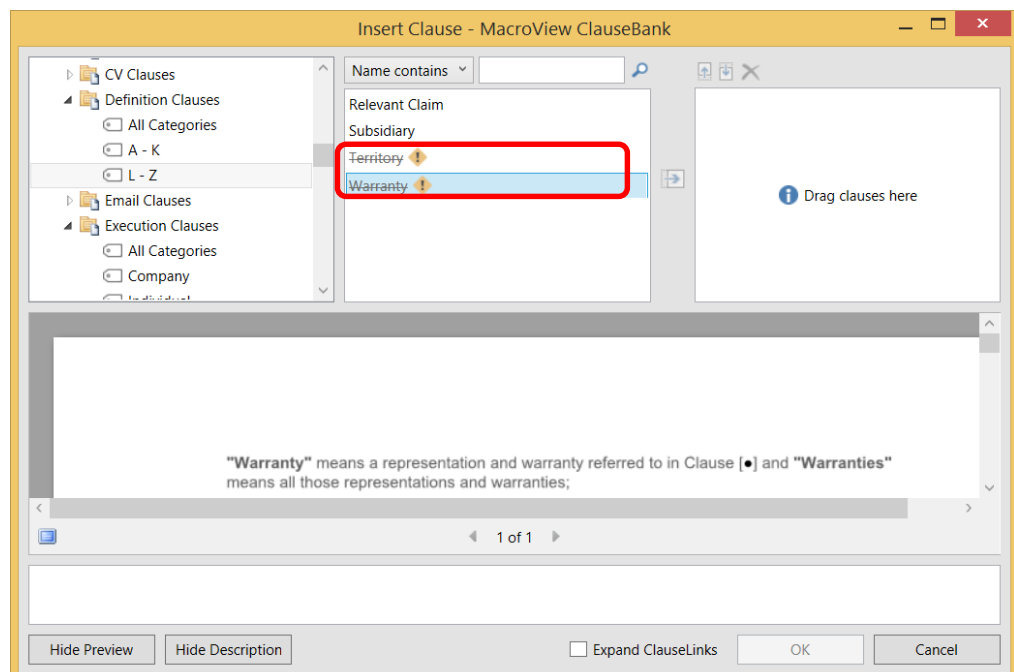 Insert Clause - MacroView ClauseBank
CV Clauses
Definition Clauses
All Categories
A - K
L - Z
Email Clauses
Execution Clauses
All Categories
Company
Individual
Name contains
Relevant Claim
Subsidiary
Territory
Warranty
Drag clauses here
"Warranty" means a representation and warranty referred to in Clause [●] and "Warranties"
means all those representations and warranties;
1 of 1
Hide Preview
Hide Description
Expand ClauseLinks
OK
Cancel